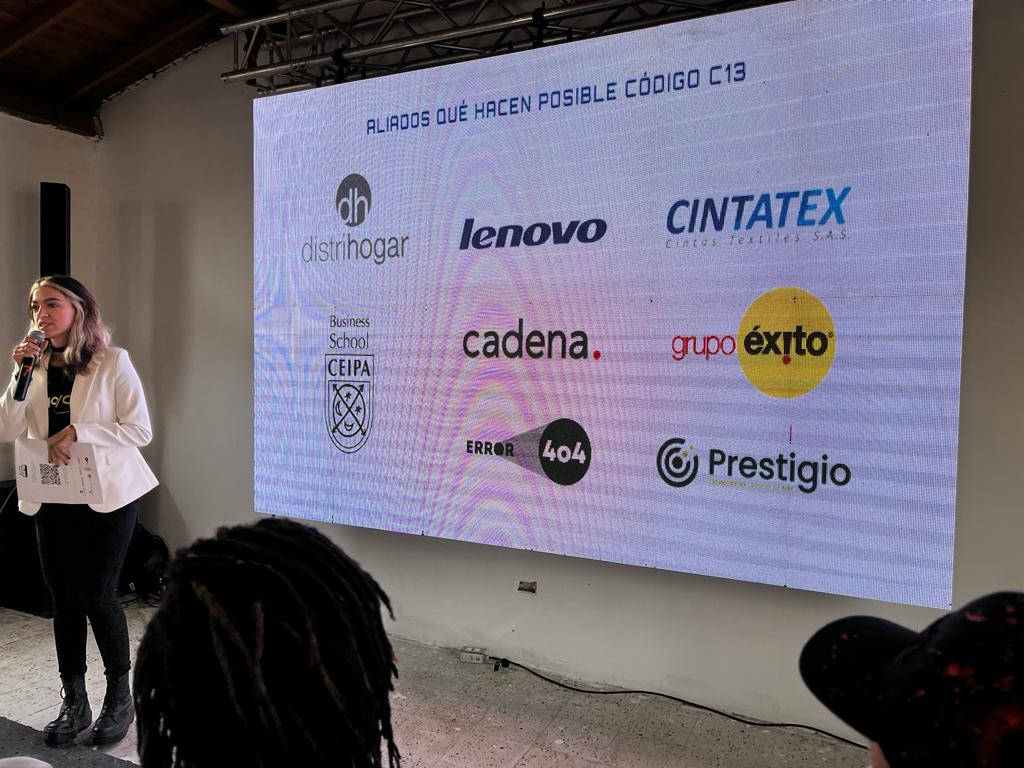 ALIADOS QUÉ HACEN POSIBLE CÓDIGO C13
dh
distrihogar
lenovo
CINTATEX
Cintas Textiles S.A.S.
Business
School
CEIPA
cadena.
grupo éxito
ERROR 404
Prestigio